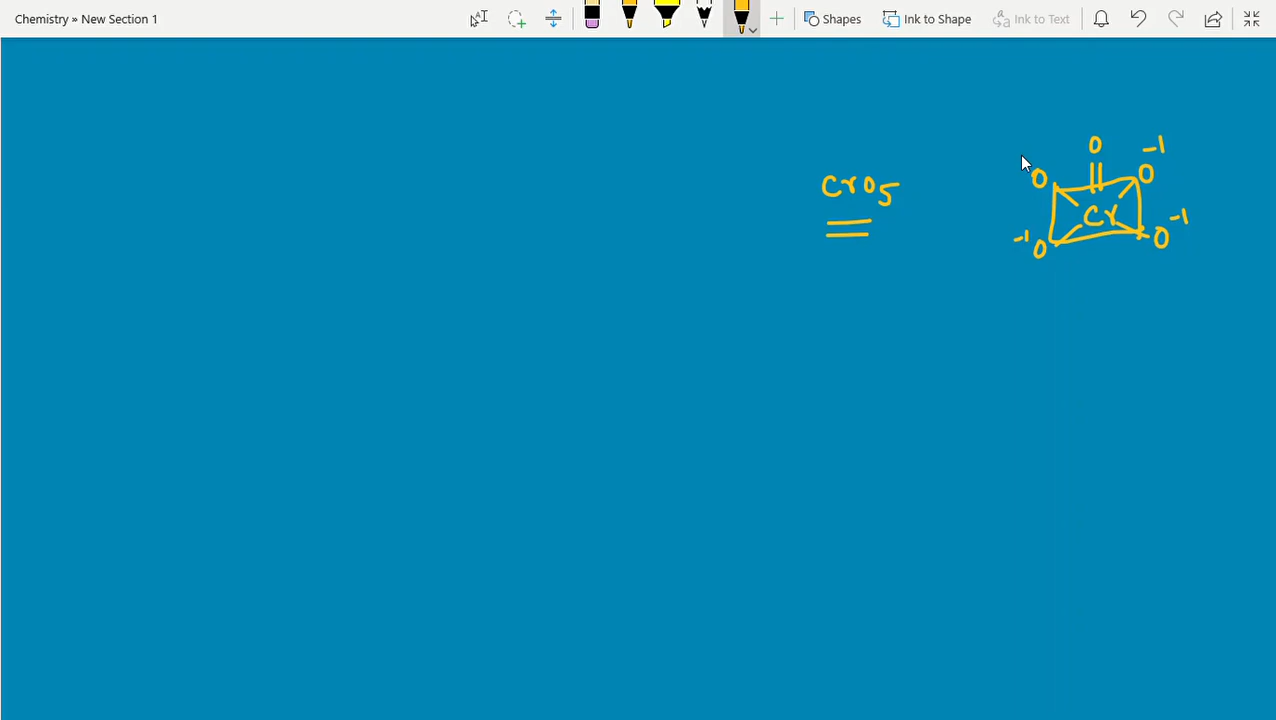 Chemistry » New Section 1
Shapes
Ink to Shape
Ink to Text
CrO5
O
-1
O
O
Cr
-1
O
-1
O